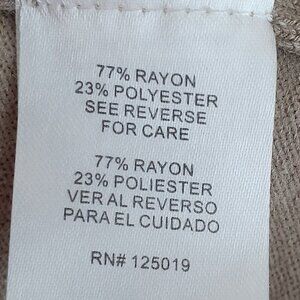 77% RAYON
23% POLYESTER
SEE REVERSE
FOR CARE
77% RAYON
23% POLIESTER
VER AL REVERSO
PARA EL CUIDADO
RN# 125019